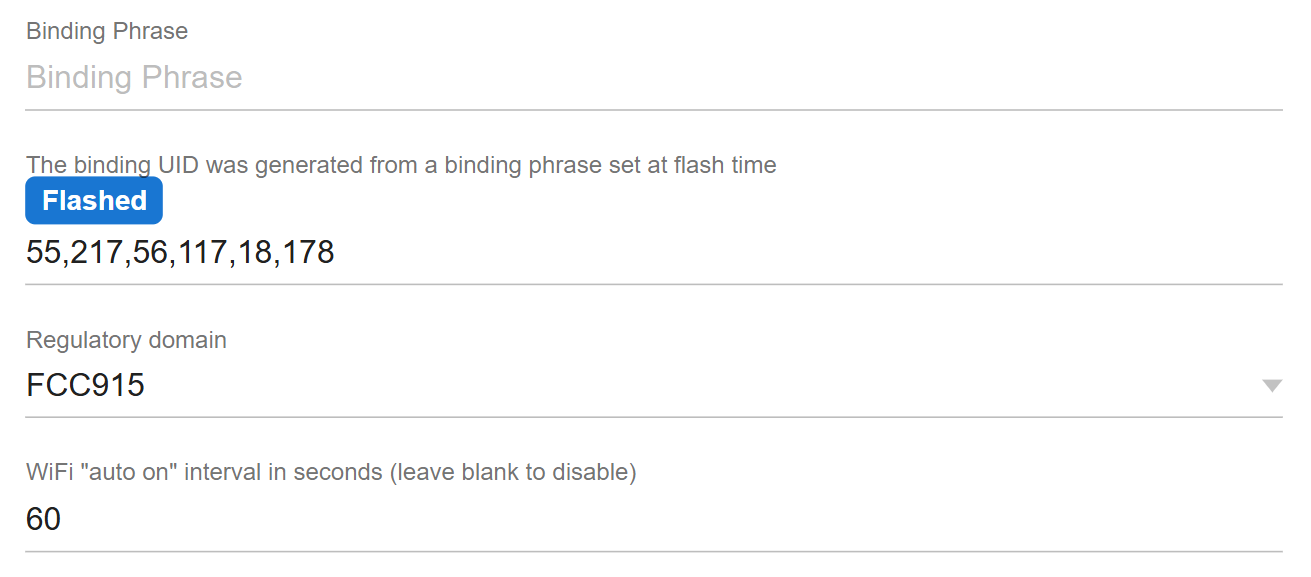 Binding Phrase
Binding Phrase
The binding UID was generated from a binding phrase set at flash time
Flashed
55,217,56,117,18,178
Regulatory domain
FCC915
WiFi "auto on" interval in seconds (leave blank to disable)
60